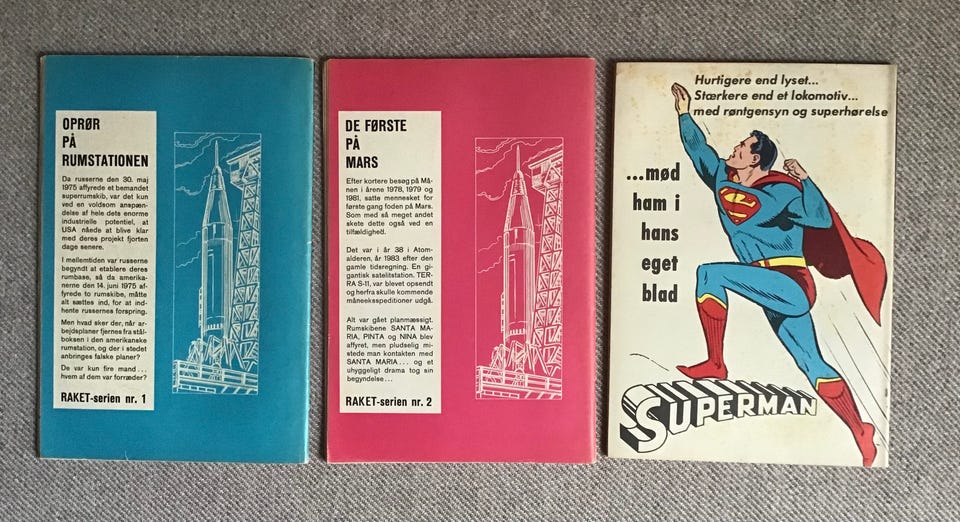 OPRØR
PÅ
RUMSTATIONEN
Da russerne den 30. maj
1975 affyrede et bemandet
superrumskib, var det kun
ved en voldsom anspæn-
delse af hele dets enorme
industrielle potentiel, at
USA nåede at blive klar
med deres projekt fjorten
dage senere.
I mellemtiden var russerne
begyndt at etablere deres
rumbase, så da amerika-
nerne den 14. juni 1975 af-
fyrede to rumskibe, måtte
alt sættes ind, for at ind-
hente russernes forspring.
Men hvad sker der, når ar-
bejdsplaner fjernes fra stål-
boksen i den amerikanske
rumstation, og der i stedet
anbringes falske planer?
De var kun fire mand...
hvem af dem var forræder?
RAKET-serien nr. 1
DE FØRSTE
PÅ
MARS
Efter kortere besøg på Må-
nen i årene 1978, 1979 og
1981, satte mennesket for
første gang foden på Mars.
Som med så meget andet
skete dette også ved en
tilfældighed.
Det var i år 38 i Atom-
alderen, år 1983 efter den
gamle tidsregning. En gi-
gantisk satelitstation, TER-
RA S-11, var blevet opsendt
og herfra skulle kommende
måneekspeditioner udgå.
Alt var gået planmæssigt.
Rumskibene SANTA MA-
RIA, PINTA og NINA blev
affyret, men pludselig mi-
stede man kontakten med
SANTA MARIA... og et
uhyggeligt drama tog sin
begyndelse...
RAKET-serien nr. 2
Hurtigere end lyset...
Stærkere end et lokomotiv...
med røntgensyn og superhørelse
...mød
ham i
hans
eget
blad
S
SUPERMAN